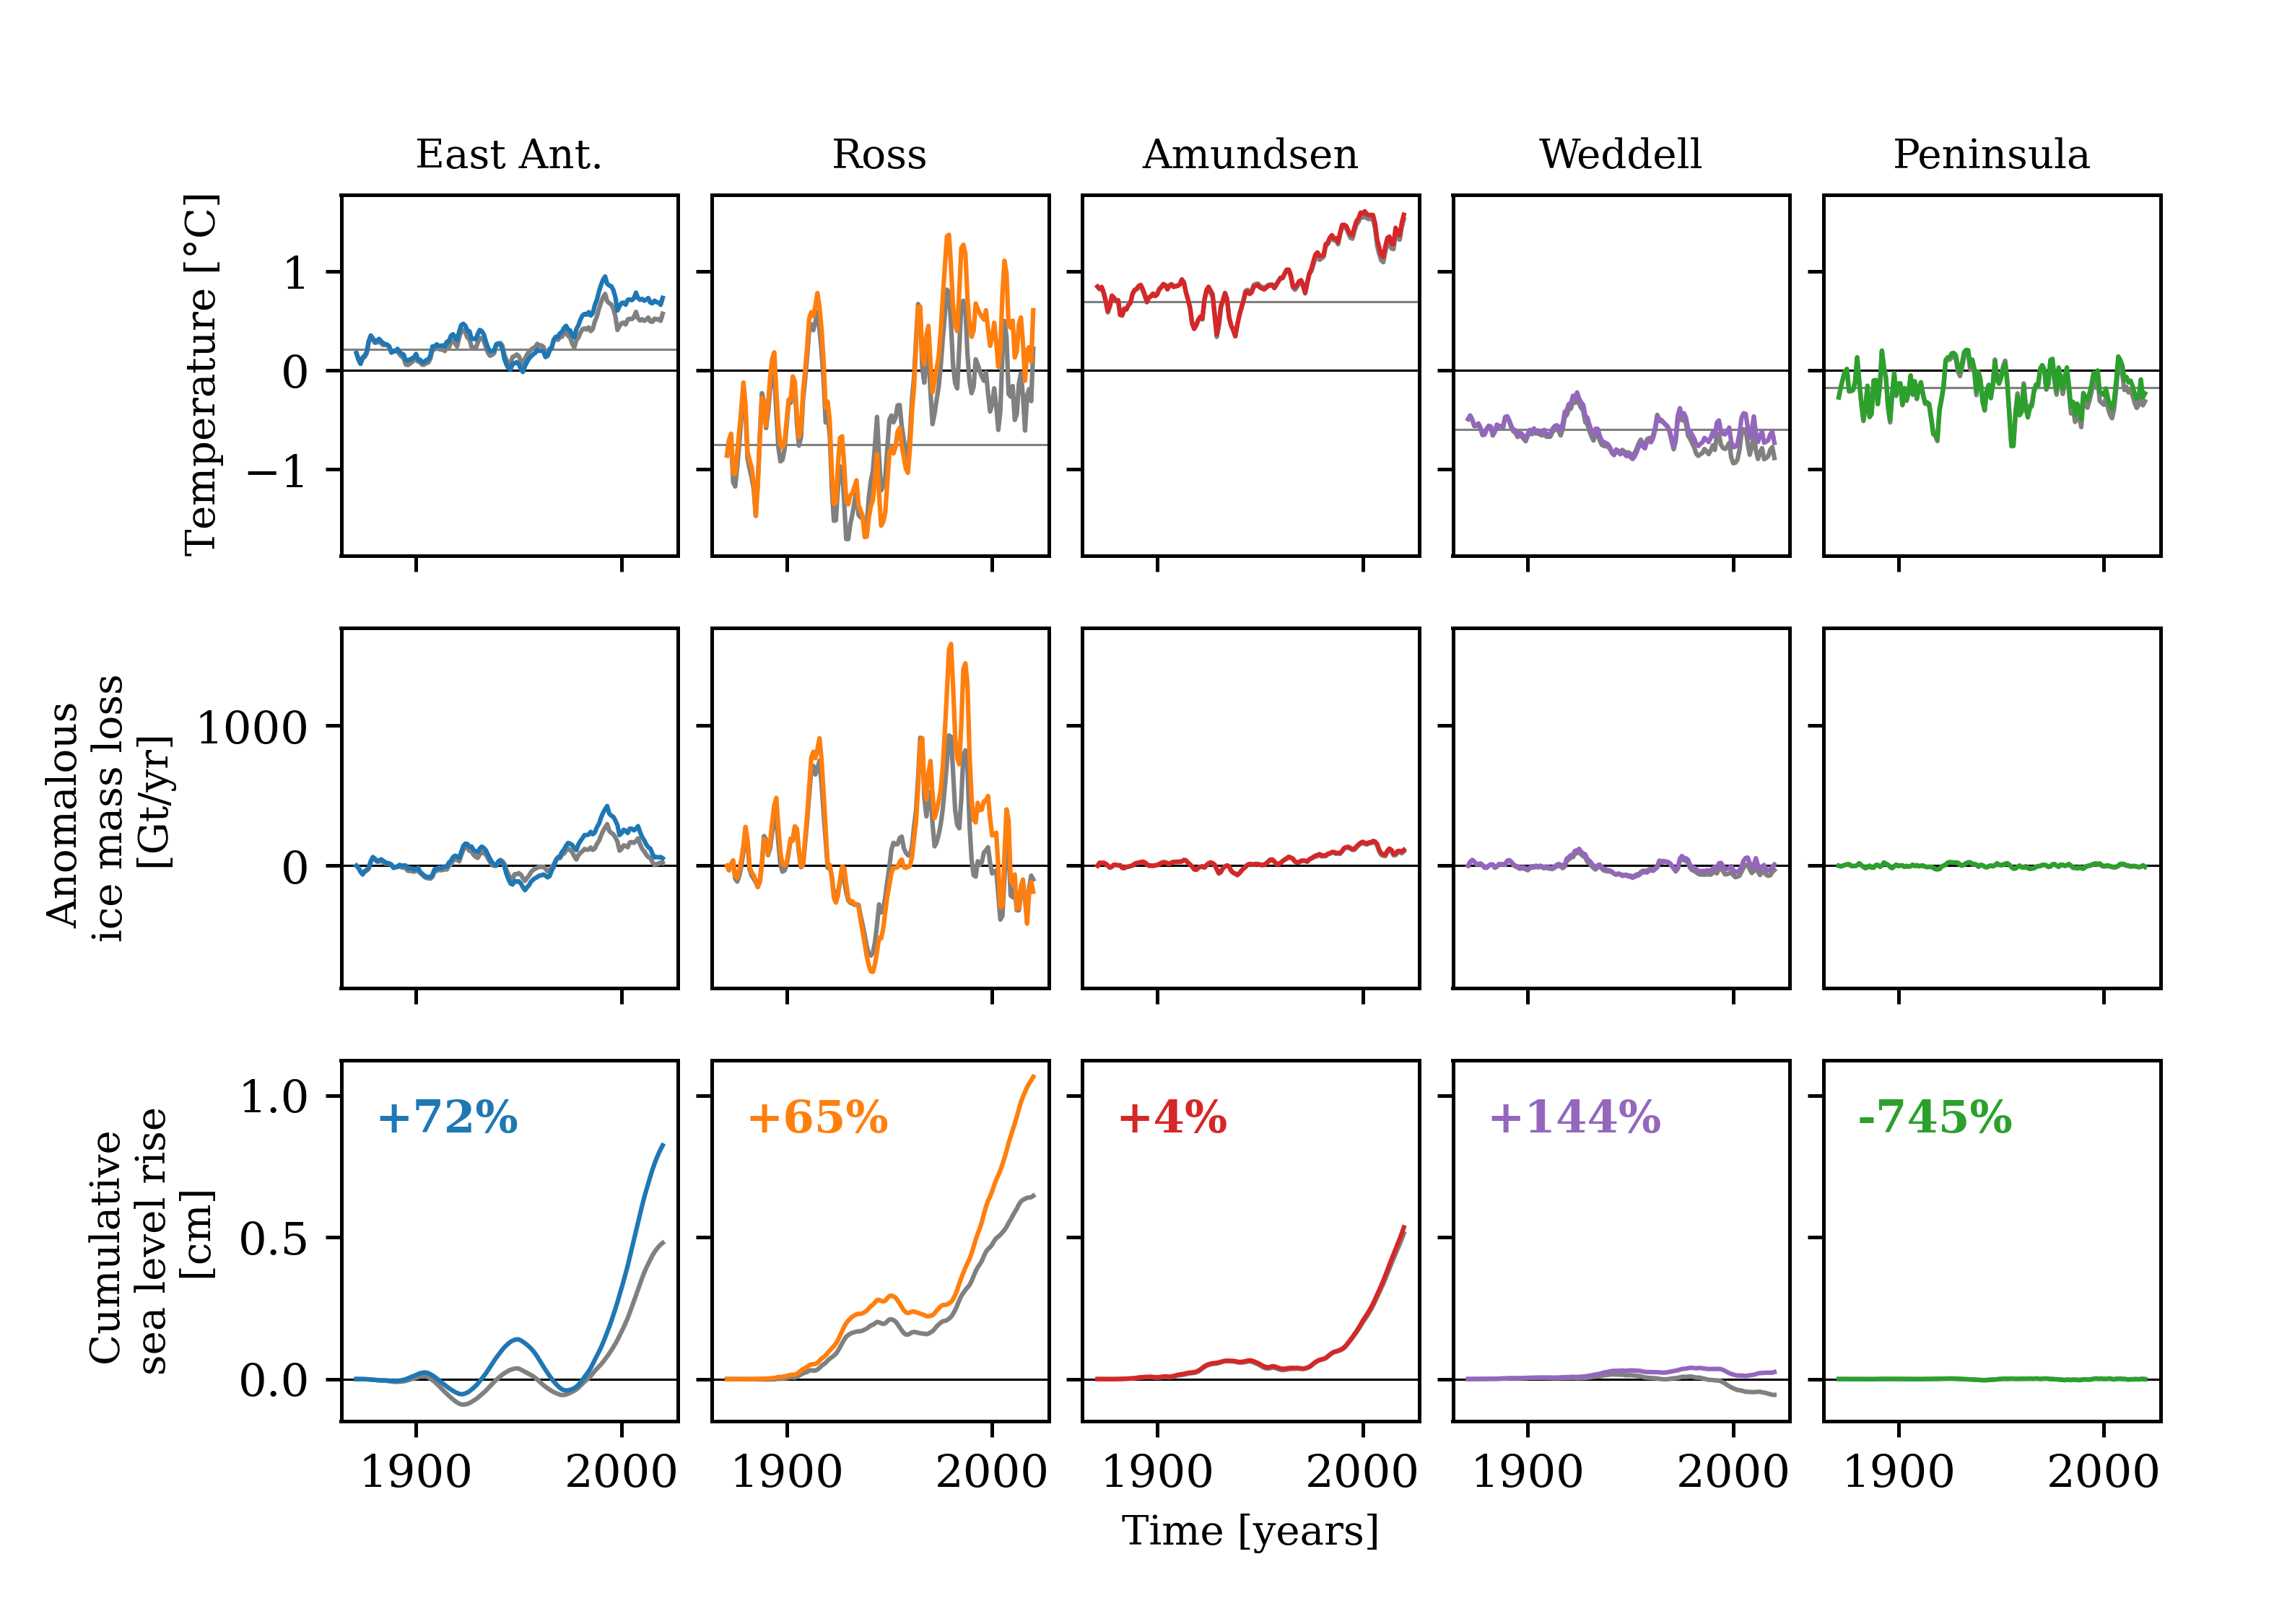 East Ant.
Ross
Amundsen
Weddell
Peninsula
Temperature [°C]
1
0
−1
Anomalous
ice mass loss
[Gt/yr]
1000
0
Cumulative
sea level rise
[cm]
1.0
0.5
0.0
+72%
+65%
+4%
+144%
-745%
1900
2000
1900
2000
1900
2000
1900
2000
1900
2000
Time [years]